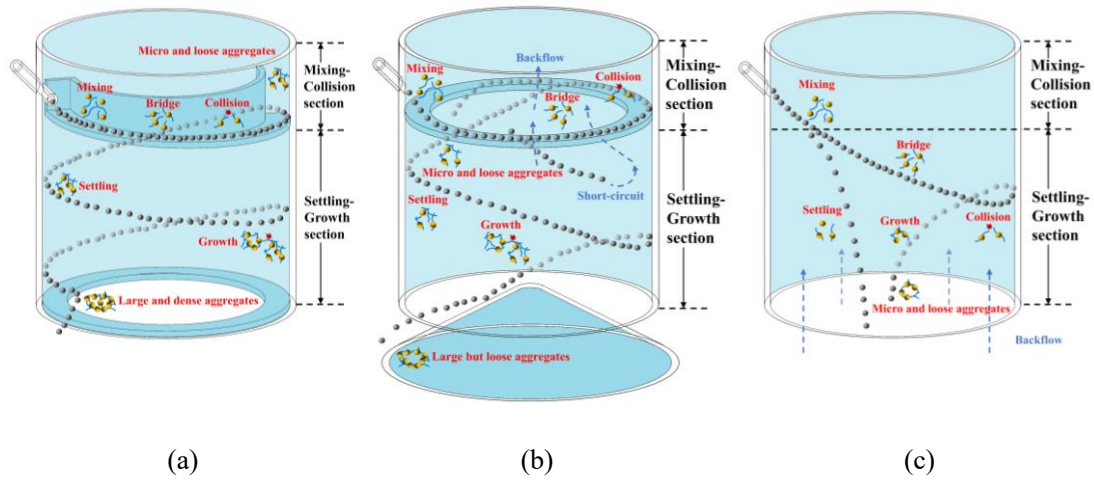 Micro and loose aggregates
Mixing
Bridge
Collision
Settling
Growth
Large and dense aggregates
Mixing-
Collision
section
Settling-
Growth
section
Backflow
Mixing
Collision
Bridge
Micro and loose aggregates
Short-circuit
Settling
Growth
Large but loose aggregates
Mixing-
Collision
section
Settling-
Growth
section
Mixing
Bridge
Settling
Growth
Collision
Micro and loose aggregates
Backflow
Mixing-
Collision
section
Settling-
Growth
section
(a)
(b)
(c)